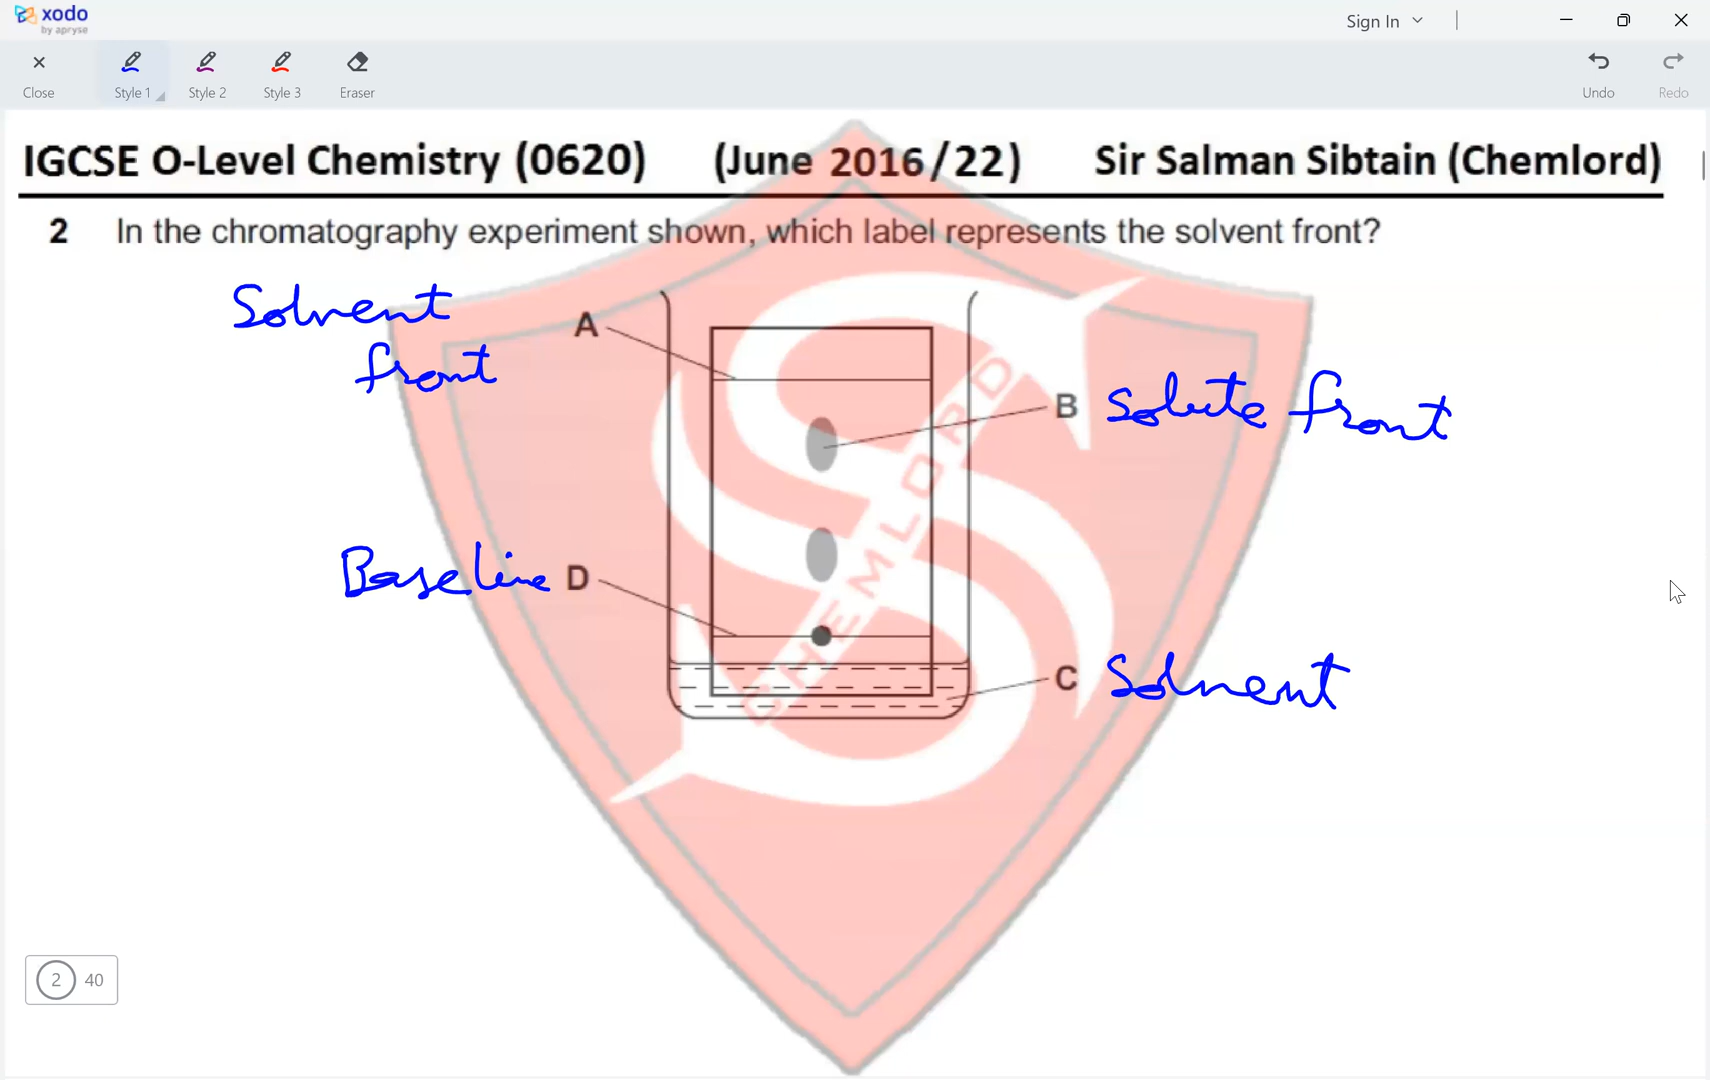 xodo
by apryse
Sign In
Close
Style 1
Style 2
Style 3
Eraser
Undo
Redo
IGCSE O-Level Chemistry (0620) (June 2016/22) Sir Salman Sibtain (Chemlord)
2 In the chromatography experiment shown, which label represents the solvent front?
Solvent
front
A
B Solute front
Baseline D
C Solvent
CHEMLORD
2 40